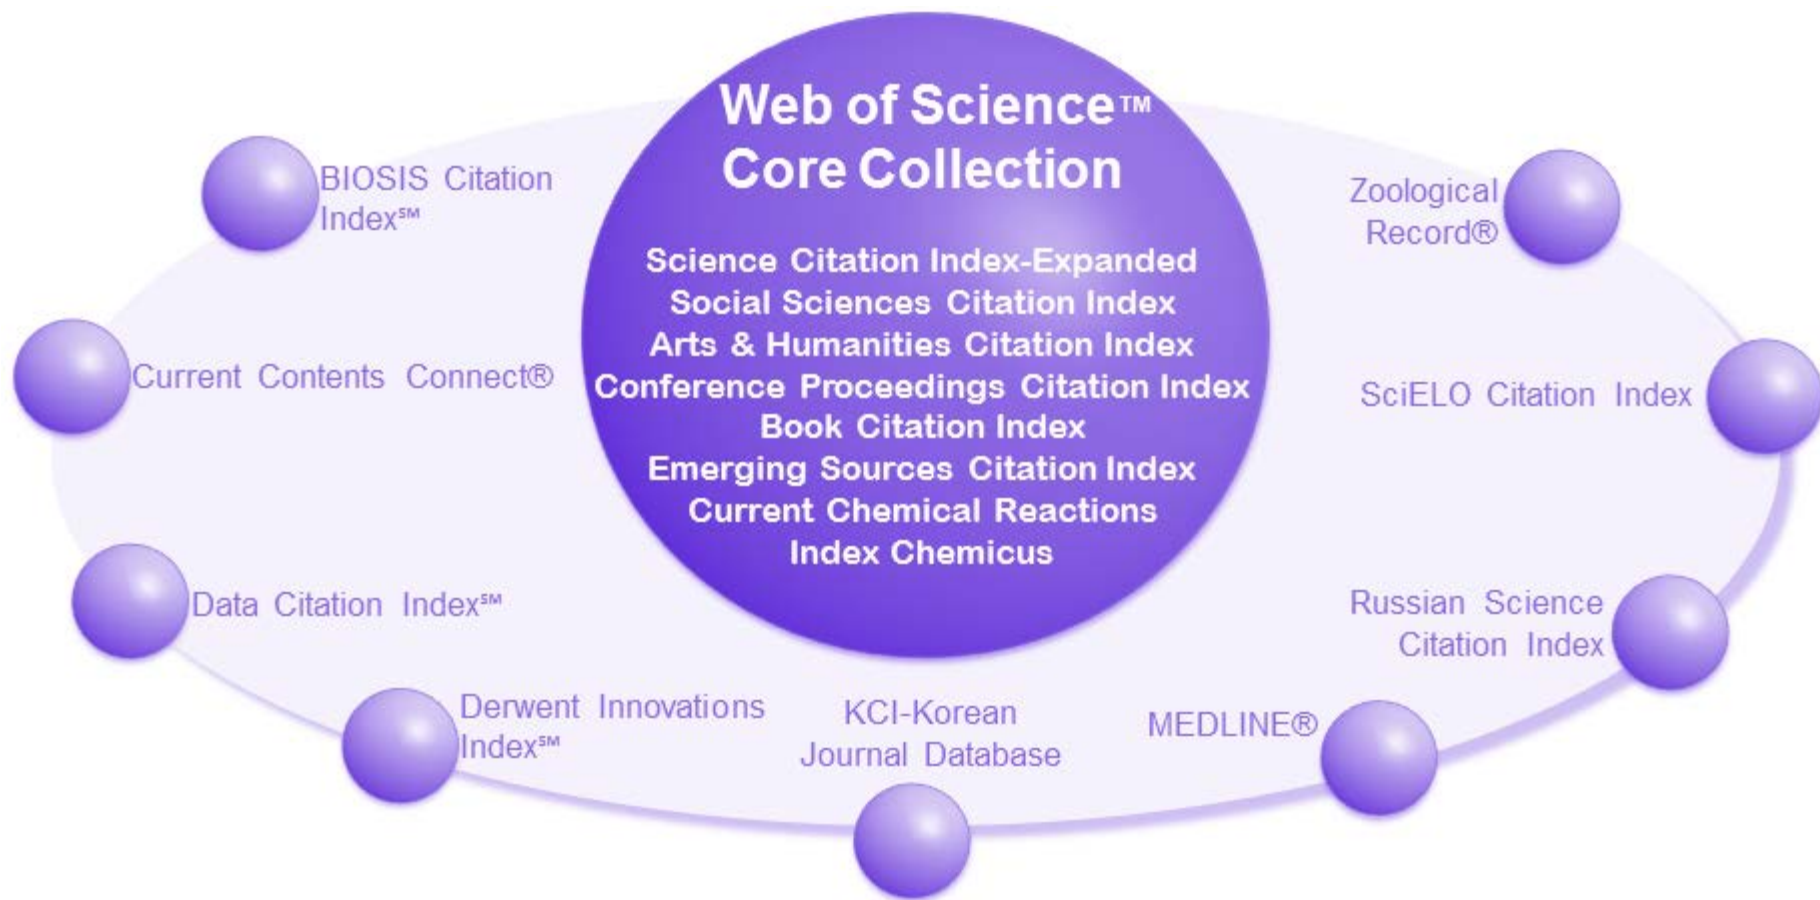 Web of Science™
Core Collection
Science Citation Index-Expanded
Social Sciences Citation Index
Arts & Humanities Citation Index
Conference Proceedings Citation Index
Book Citation Index
Emerging Sources Citation Index
Current Chemical Reactions
Index Chemicus
BIOSIS Citation
Index℠
Current Contents Connect®
Data Citation Index℠
Derwent Innovations
Index℠
KCI-Korean
Journal Database
MEDLINE®
Russian Science
Citation Index
SciELO Citation Index
Zoological
Record®